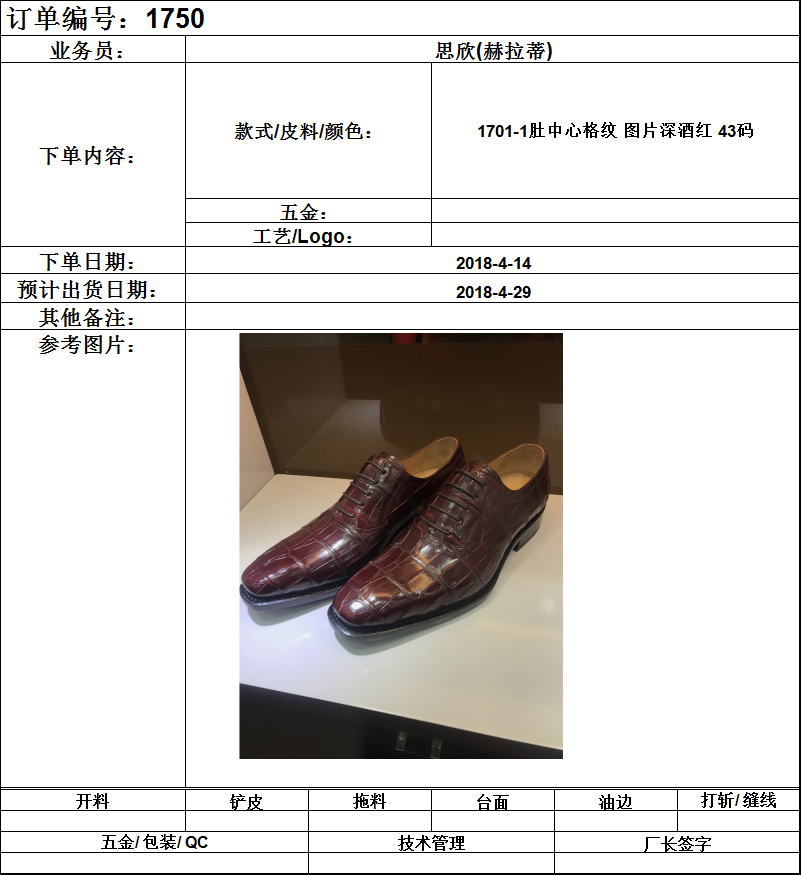 订单编号：1750
业务员： 思欣(赫拉蒂)
下单内容： 款式/皮料/颜色： 1701-1肚中心格纹 图片深酒红 43码
五金：
工艺/Logo：
下单日期： 2018-4-14
预计出货日期： 2018-4-29
其他备注：
参考图片：
开料 铲皮 拖料 台面 油边 打斩/缝线
五金/包装/QC 技术管理 厂长签字